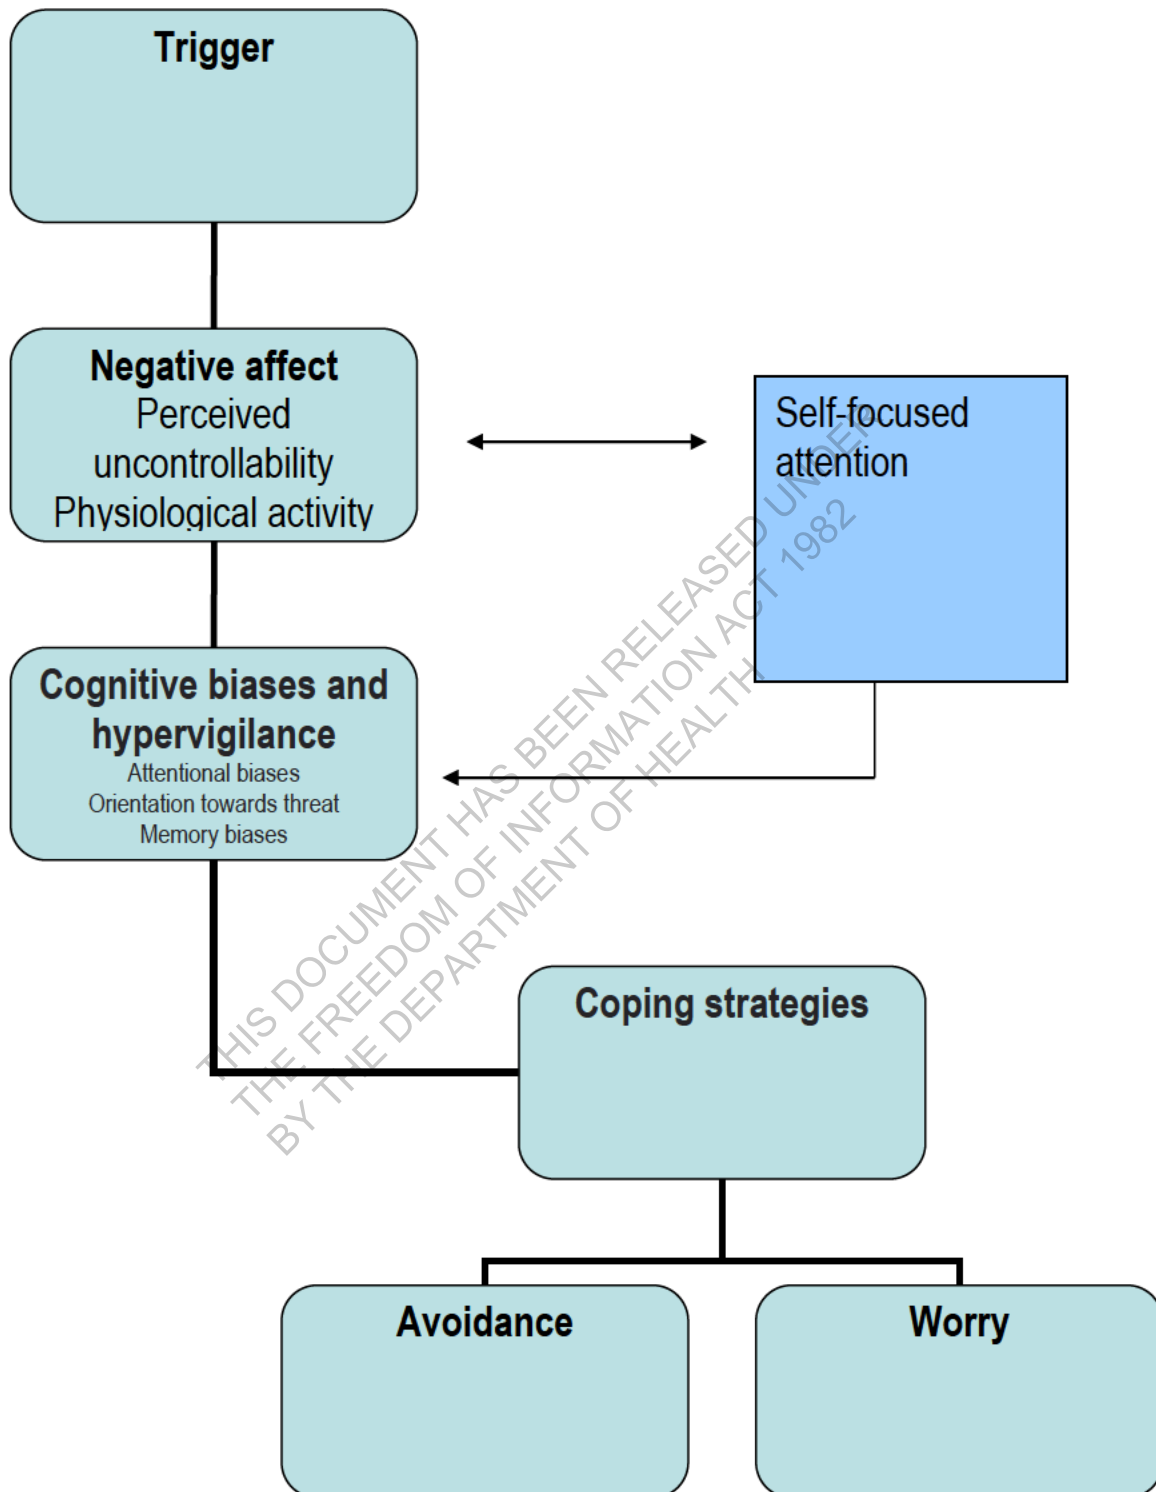 Trigger
Negative affect
Perceived
uncontrollability
Physiological activity
Self-focused
attention
Cognitive biases and
hypervigilance
Attentional biases
Orientation towards threat
Memory biases
Coping strategies
Avoidance
Worry
THIS DOCUMENT HAS BEEN RELEASED UNDER
THE FREEDOM OF INFORMATION ACT 1982
BY THE DEPARTMENT OF HEALTH